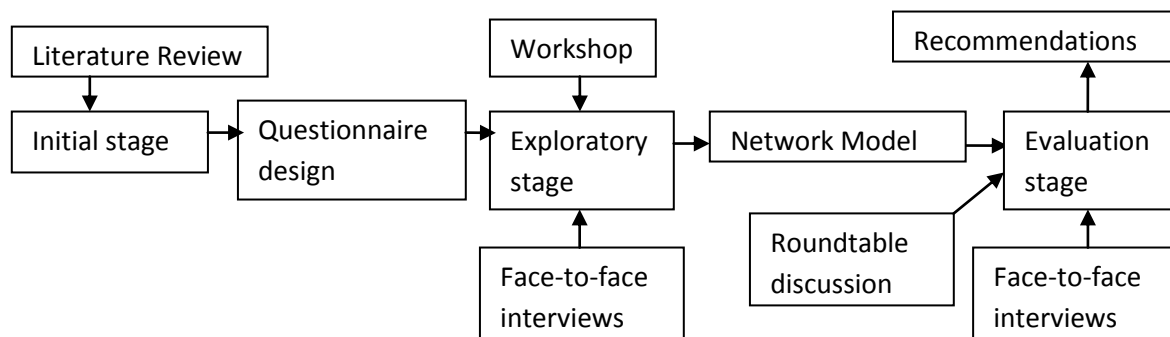 Literature Review
Initial stage
Questionnaire
design
Workshop
Exploratory
stage
Face-to-face
interviews
Network Model
Roundtable
discussion
Recommendations
Evaluation
stage
Face-to-face
interviews